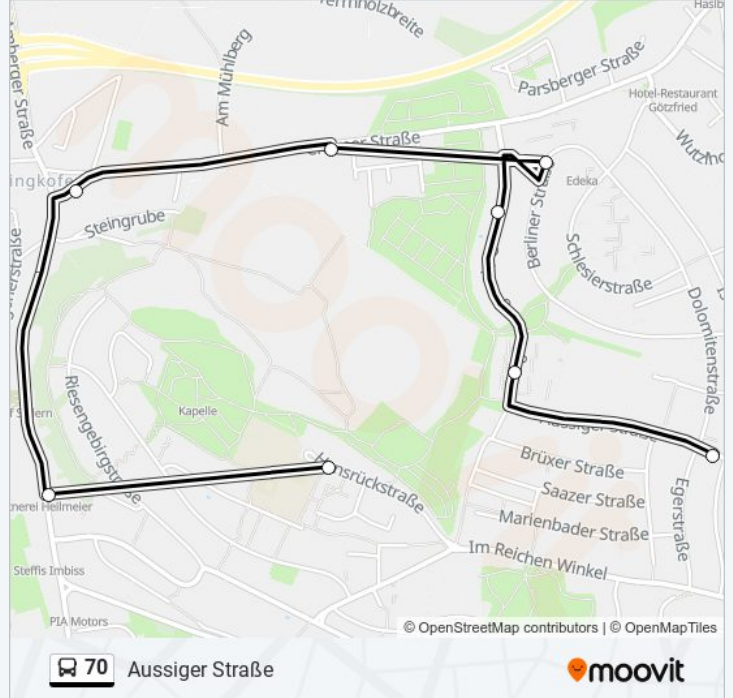 Am Mühlberg
Parsberger Straße
Hotel-Restaurant
Götzfried
Straße
Steingrube
Edeka
Berliner
Schlesierstraße
Dolomitenstraße
Kapelle
Riesengebirgstraße
Hunsrückstraße
Brüxer Straße
Saazer Straße
Egerstraße
Marienbader Straße
Im Reichen Winkel
Steffis Imbiss
PIA Motors
© OpenStreetMap contributors | © OpenMapTiles
70 Aussiger Straße
moovit